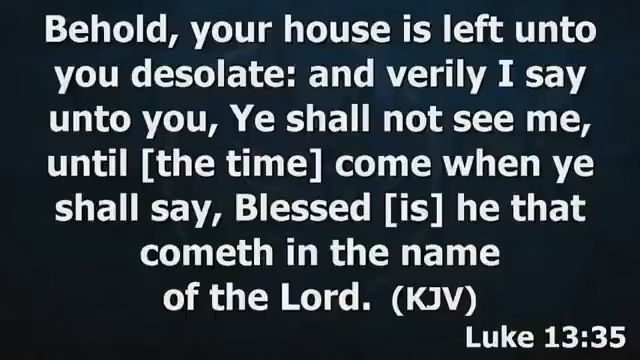 Behold, your house is left unto
you desolate: and verily I say
unto you, Ye shall not see me,
until [the time] come when ye
shall say, Blessed [is] he that
cometh in the name
of the Lord. (KJV)
Luke 13:35